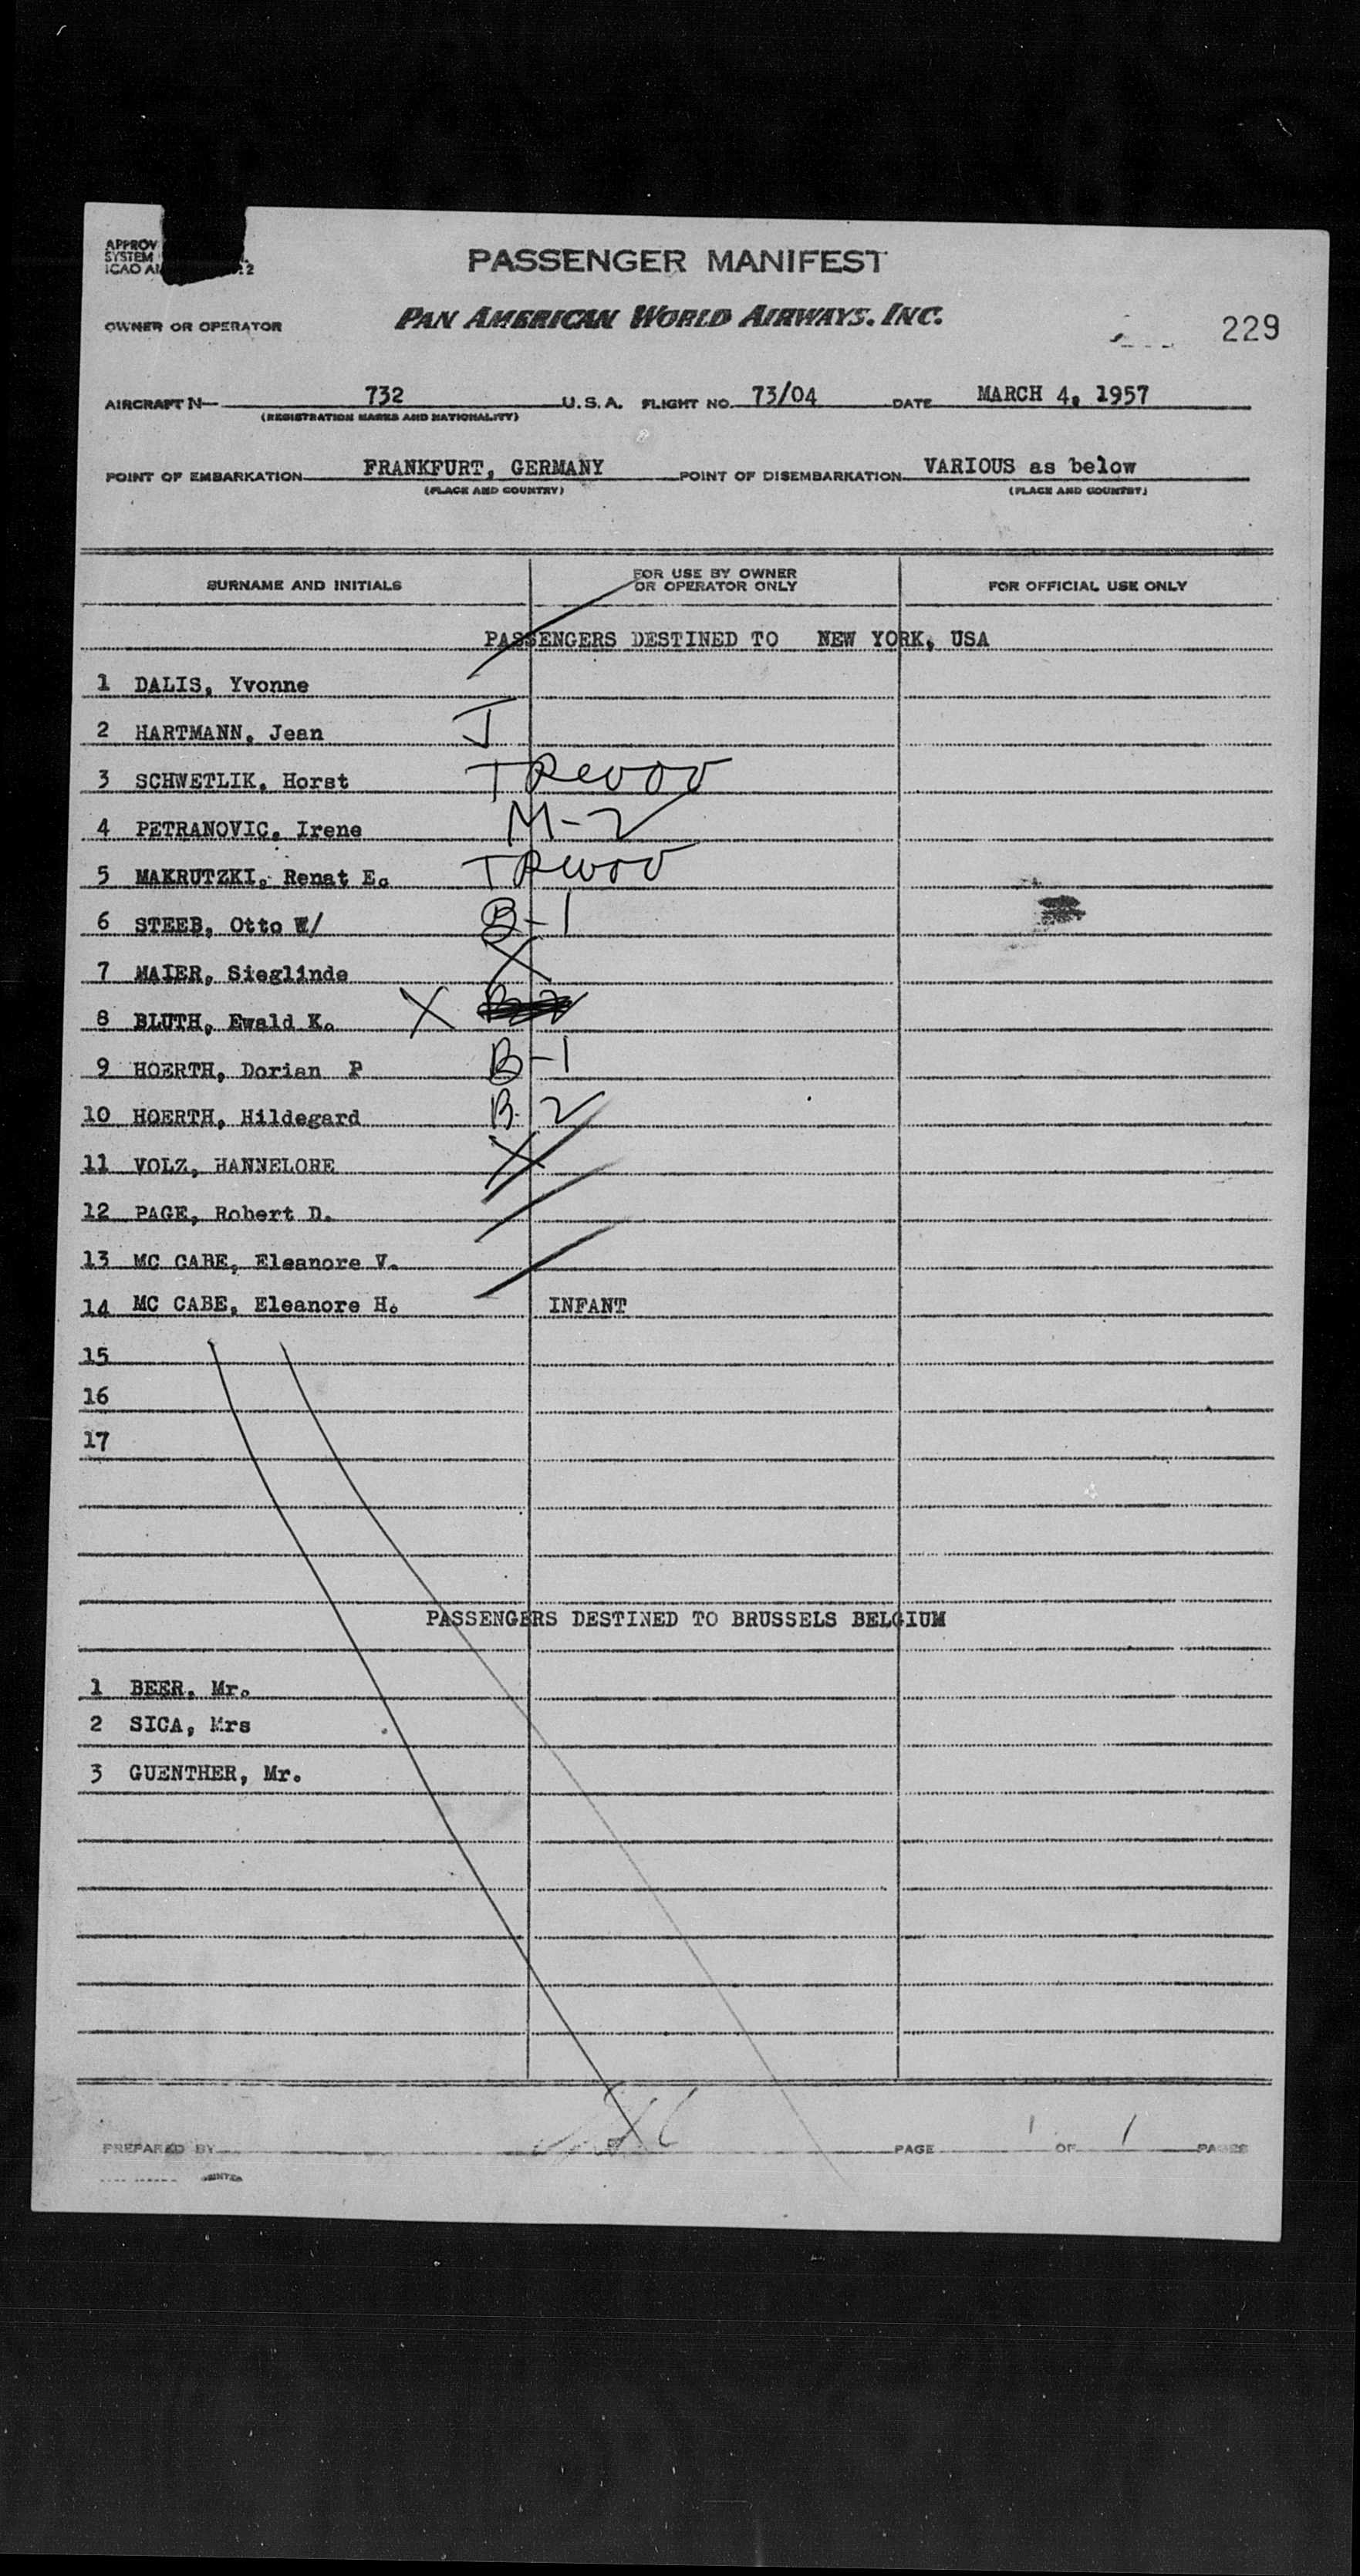 APPROV
SYSTEM
ICAO AN 2
PASSENGER MANIFEST
OWNER OR OPERATOR PAN AMERICAN WORLD AIRWAYS, INC.
229
AIRCRAFT N— 732 U.S.A. FLIGHT NO. 73/04 DATE MARCH 4, 1957
(REGISTRATION MARKS AND NATIONALITY)
POINT OF EMBARKATION FRANKFURT, GERMANY POINT OF DISEMBARKATION VARIOUS as below
(PLACE AND COUNTRY) (PLACE AND COUNTRY)
SURNAME AND INITIALS FOR USE BY OWNER OR OPERATOR ONLY FOR OFFICIAL USE ONLY
PASSENGERS DESTINED TO NEW YORK, USA
1 DALIS, Yvonne
2 HARTMANN, Jean J
3 SCHWETLIK, Horst
4 PETRANOVIC, Irene M-2
5 MAKRUTZKI, Renat E.
6 STEEB, Otto W/ B-1
7 MAIER, Sieglinde X
8 BLUTH, Ewald K. X
9 HOERTH, Dorian P B-1
10 HOERTH, Hildegard B-2
11 VOLZ, HANNELORE X
12 PAGE, Robert D.
13 MC CABE, Eleanore V.
14 MC CABE, Eleanore H. INFANT
15
16
17
PASSENGERS DESTINED TO BRUSSELS BELGIUM
1 BEER, Mr.
2 SICA, Mrs
3 GUENTHER, Mr.
PREPARED BY PAGE 1 OF 1 PAGES